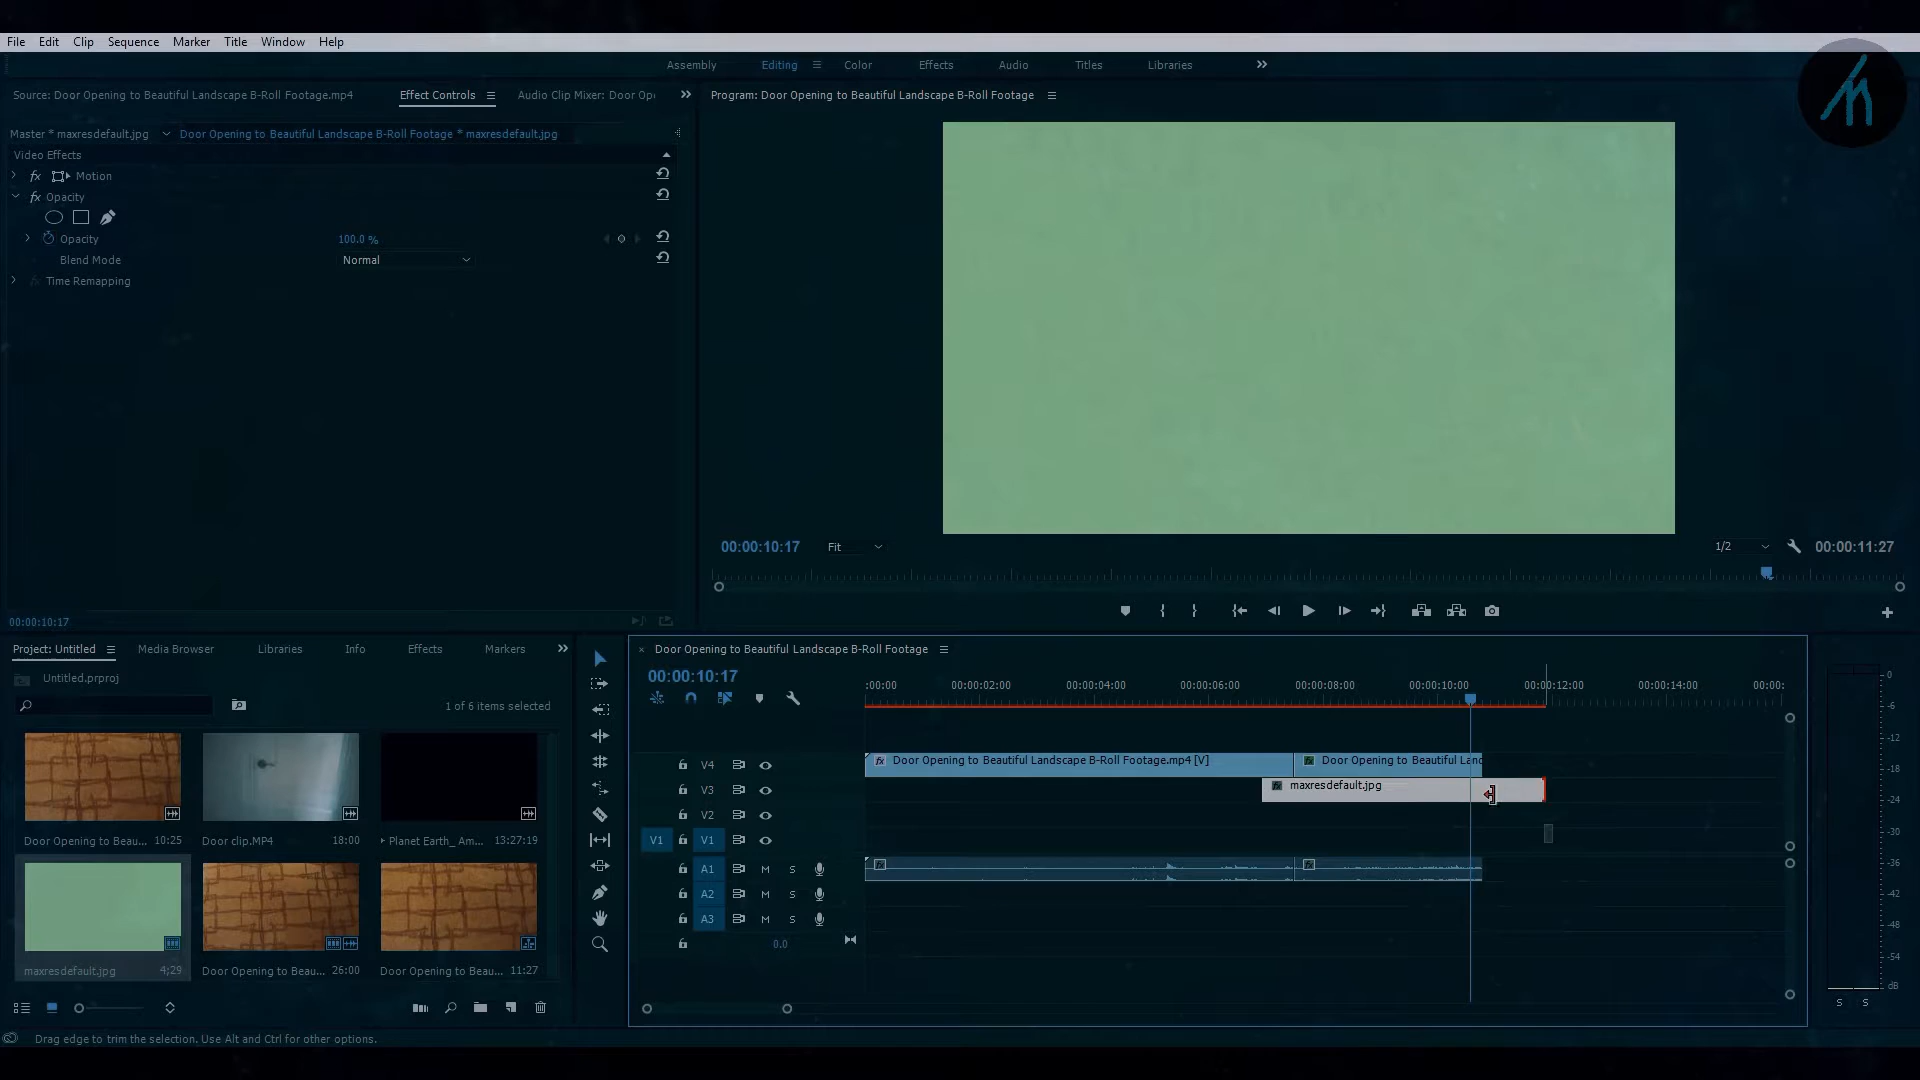 File Edit Clip Sequence Marker Title Window Help
Assembly Editing Color Effects Audio Titles Libraries
Source: Door Opening to Beautiful Landscape B-Roll Footage.mp4 Effect Controls Audio Clip Mixer: Door Op
Program: Door Opening to Beautiful Landscape B-Roll Footage
Master * maxresdefault.jpg Door Opening to Beautiful Landscape B-Roll Footage * maxresdefault.jpg
Video Effects
fx Motion
fx Opacity
Opacity 100.0 %
Blend Mode Normal
fx Time Remapping
00:00:10:17 Fit 1/2 00:00:11:27
00:00:10:17
Project: Untitled Media Browser Libraries Info Effects Markers
Untitled.prproj
1 of 6 items selected
Door Opening to Beau... 10:25 Door clip.MP4 18:00 Planet Earth_ Am... 13:27:19
maxresdefault.jpg 4;29 Door Opening to Beau... 26:00 Door Opening to Beau... 11:27
Door Opening to Beautiful Landscape B-Roll Footage
00:00:10:17
:00:00 00:00:02:00 00:00:04:00 00:00:06:00 00:00:08:00 00:00:10:00 00:00:12:00 00:00:14:00 00:00:
V4 fx Door Opening to Beautiful Landscape B-Roll Footage.mp4 [V] fx Door Opening to Beautiful Land
V3 fx maxresdefault.jpg
V2
V1 V1
A1 M S
A2 M S
A3 M S
0.0
0
-6
-12
-18
-24
-30
-36
-42
-48
-54
dB
S S
Drag edge to trim the selection. Use Alt and Ctrl for other options.